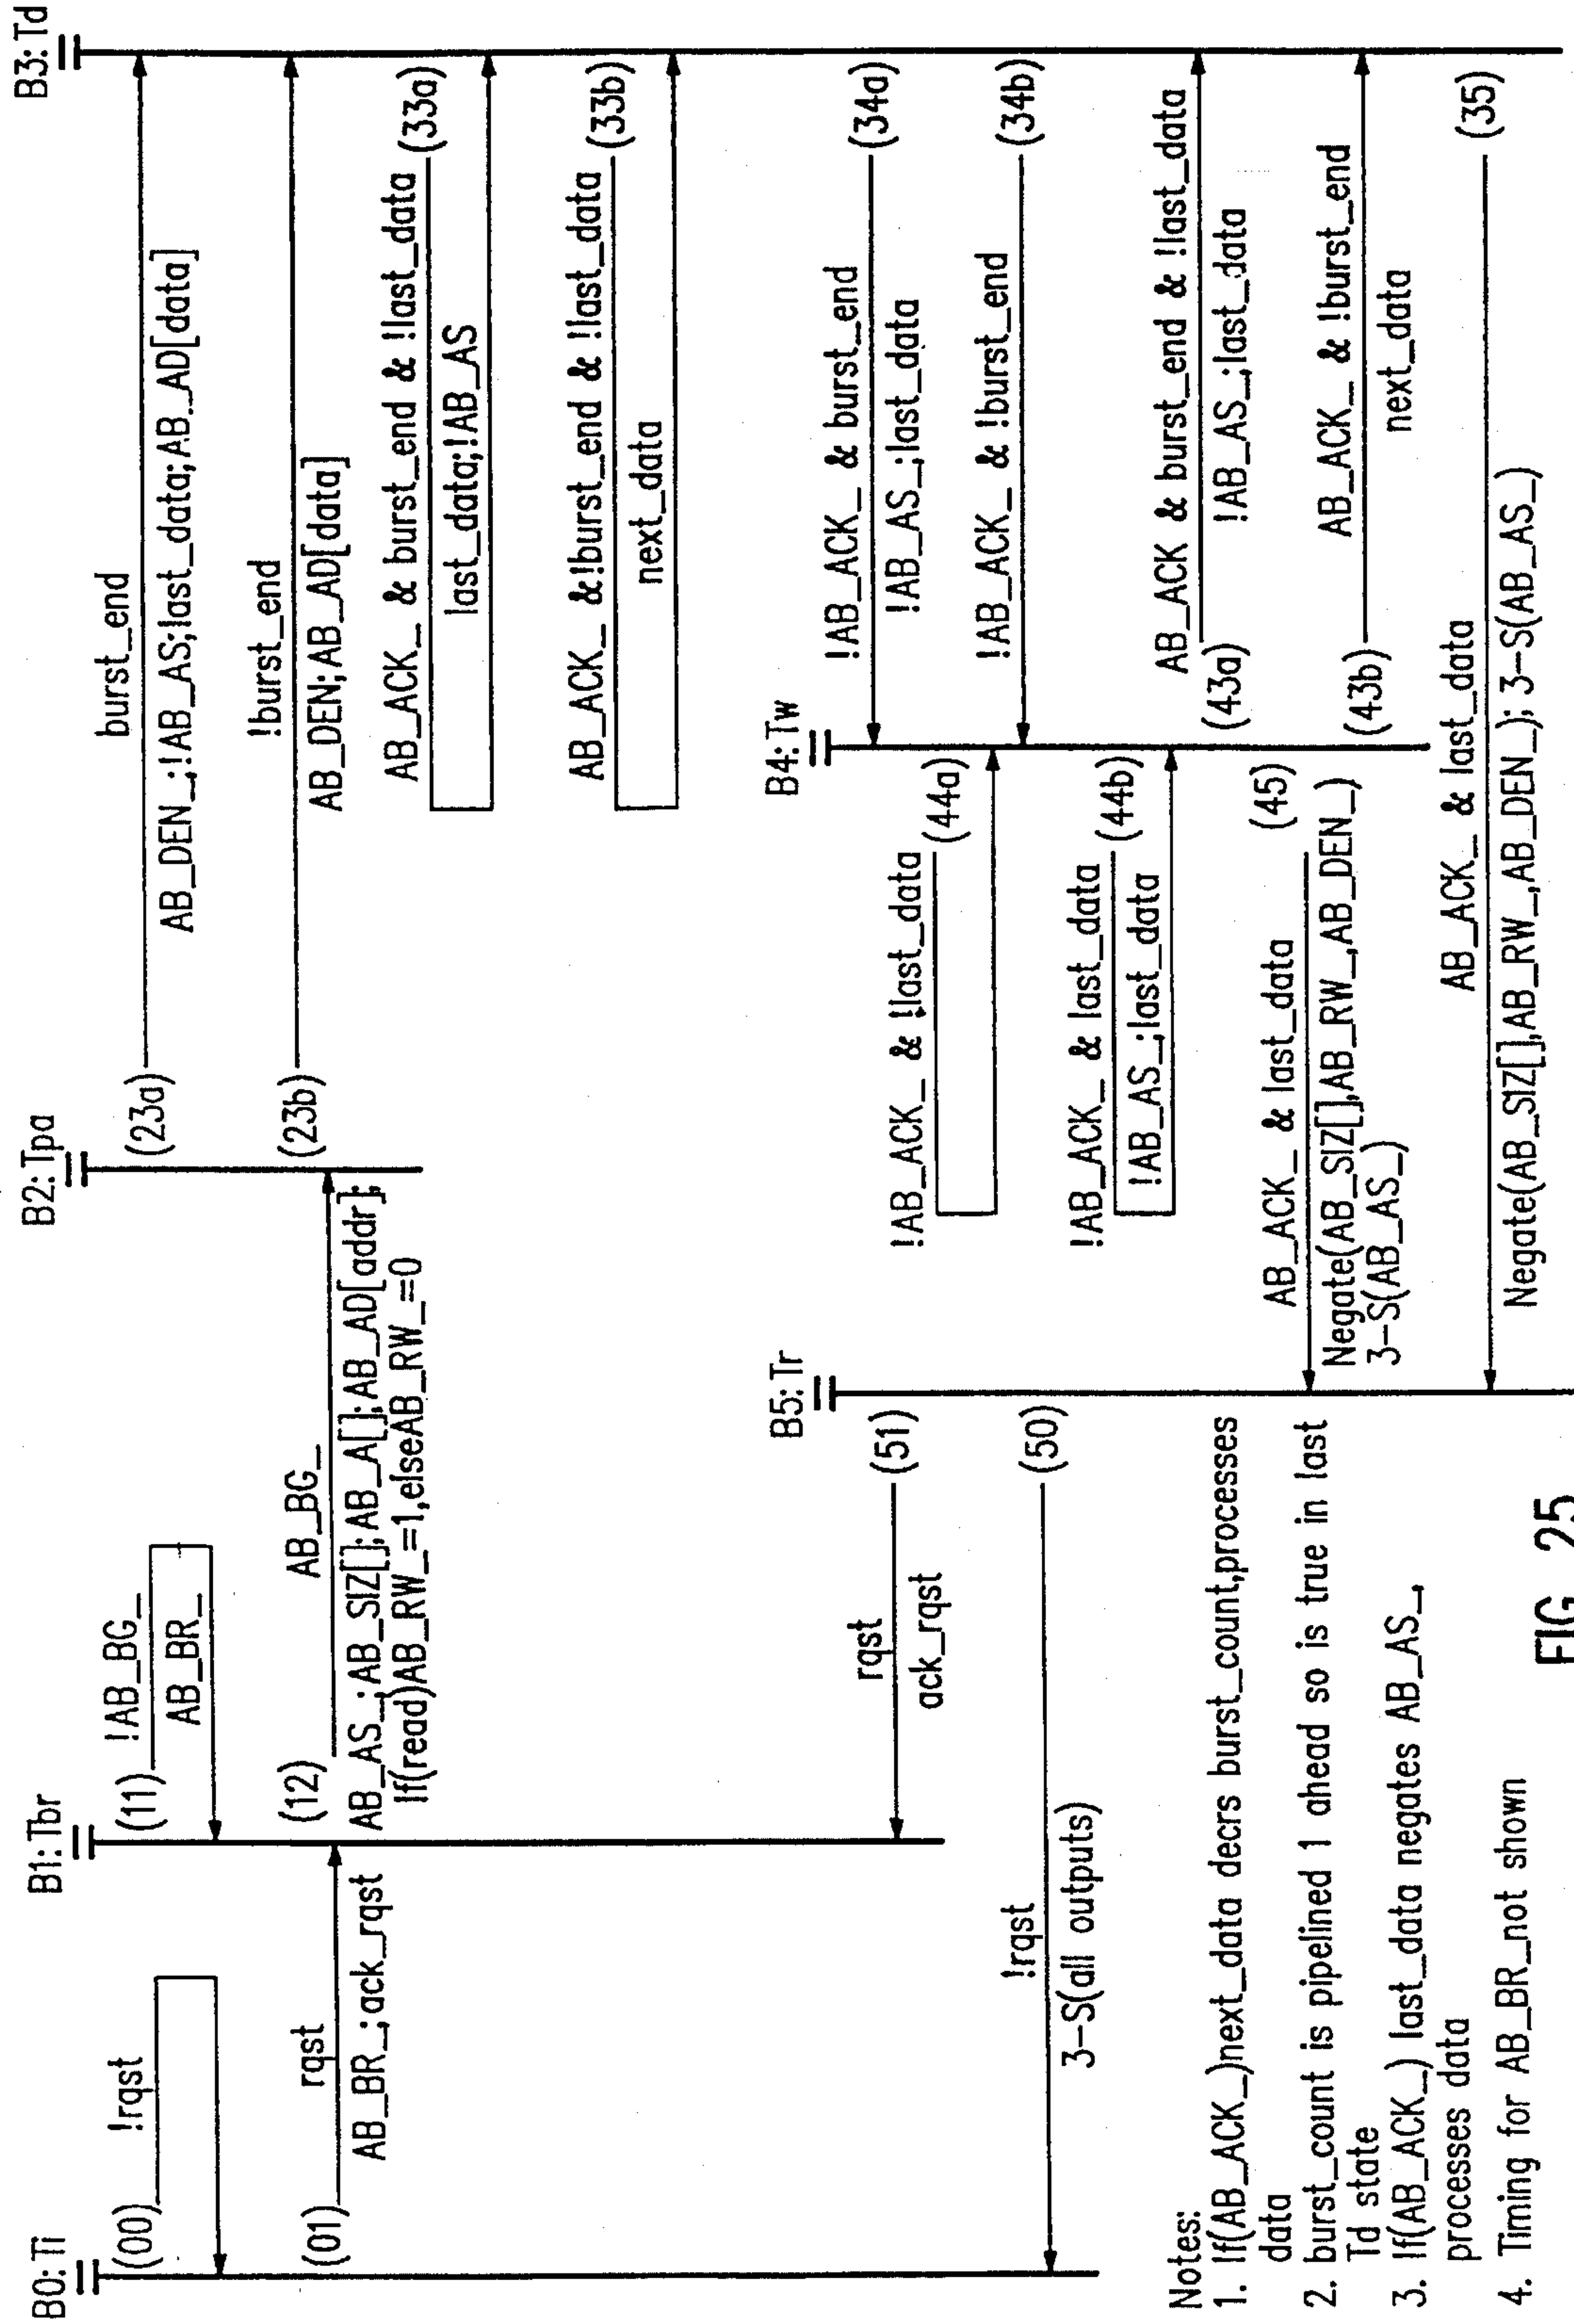 B0: Ti
(00)
!rqst
(01)
rqst
AB_BR_;ack_rqst
B1: Tbr
(11)
!AB_BG_
AB_BR_
(12)
AB_BG_
AB_AS_;AB_SIZ[];AB_A[];AB_AD[addr];
If(read)AB_RW_=1,elseAB_RW_=0
B2: Tpa
(23a)
burst_end
AB_DEN_;!AB_AS;last_data;AB_AD[data]
(23b)
!burst_end
AB_DEN;AB_AD[data]
B3: Td
AB_ACK_ & burst_end & !last_data (33a)
last_data;!AB_AS
AB_ACK_ &!burst_end & !last_data (33b)
next_data
B4: Tw
!AB_ACK_ & burst_end
(34a)
!AB_AS_;last_data
!AB_ACK_ & !burst_end
(34b)
AB_ACK & burst_end & !last_data
(43a)
!AB_AS_;last_data
AB_ACK_ & !burst_end
(43b)
next_data
!AB_ACK_ & !last_data
(44a)
!AB_ACK_ & last_data
(44b)
!AB_AS_;last_data
(45)
AB_ACK_ & last_data
Negate(AB_SIZ[],AB_RW_,AB_DEN_)
3-S(AB_AS_)
AB_ACK_ & last_data
(35)
Negate(AB_SIZ[],AB_RW_,AB_DEN_); 3-S(AB_AS_)
B5: Tr
rqst
(51)
ack_rqst
!rqst
(50)
3-S(all outputs)
Notes:
1. If(AB_ACK_)next_data decrs burst_count,processes
data
2. burst_count is pipelined 1 ahead so is true in last
Td state
3. If(AB_ACK_) last_data negates AB_AS_,
processes data
4. Timing for AB_BR_not shown
FIG. 25